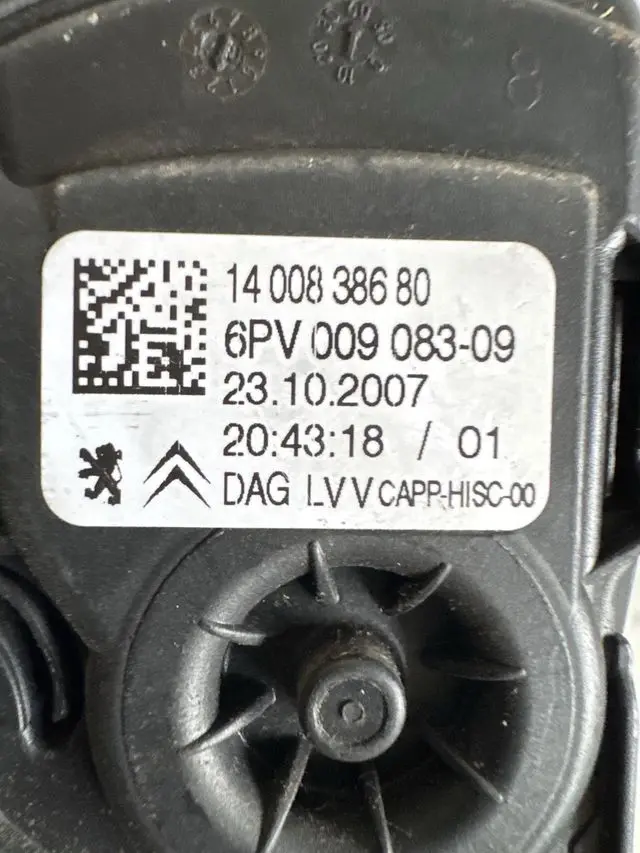 8
14 008 386 80
6PV 009 083-09
23.10.2007
20:43:18 / 01
DAG LVV CAPP-HISC-00